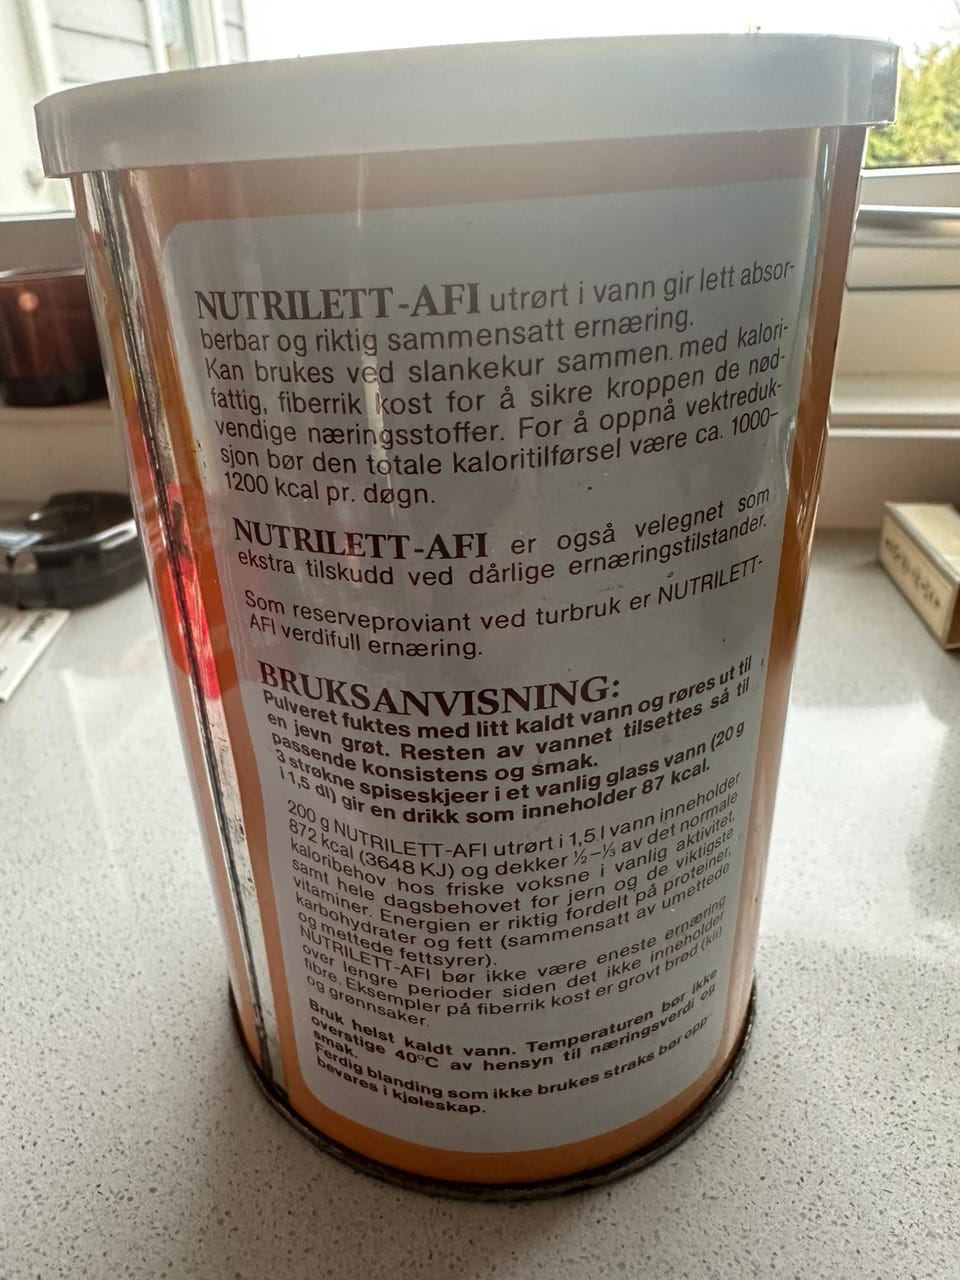 NUTRILETT-AFI utrørt i vann gir lett absor-
berbar og riktig sammensatt ernæring.
Kan brukes ved slankekur sammen. med kalori-
fattig, fiberrik kost for å sikre kroppen de nød-
vendige næringsstoffer. For å oppnå vektreduk-
sjon bør den totale kaloritilførsel være ca. 1000-
1200 kcal pr. døgn.
NUTRILETT-AFI er også velegnet som
ekstra tilskudd ved dårlige ernæringstilstander.
Som reserveproviant ved turbruk er NUTRILETT-
AFI verdifull ernæring.
BRUKSANVISNING:
Pulveret fuktes med litt kaldt vann og røres ut til
en jevn grøt. Resten av vannet tilsettes så til
passende konsistens og smak.
3 strøkne spiseskjeer i et vanlig glass vann (20 g
i 1,5 dl) gir en drikk som inneholder 87 kcal.
200 g NUTRILETT-AFI utrørt i 1,5 l vann inneholder
872 kcal (3648 KJ) og dekker ½–⅓ av det normale
kaloribehov hos friske voksne i vanlig aktivitet,
samt hele dagsbehovet for jern og de viktigste
vitaminer. Energien er riktig fordelt på proteiner,
karbohydrater og fett (sammensatt av umettede
og mettede fettsyrer).
NUTRILETT-AFI bør ikke være eneste ernæring
over lengre perioder siden det ikke inneholder
fibre. Eksempler på fiberrik kost er grovt brød (kli)
og grønnsaker.
Bruk helst kaldt vann. Temperaturen bør ikke
overstige 40°C av hensyn til næringsverdi og
smak.
Ferdig blanding som ikke brukes straks bør opp-
bevares i kjøleskap.